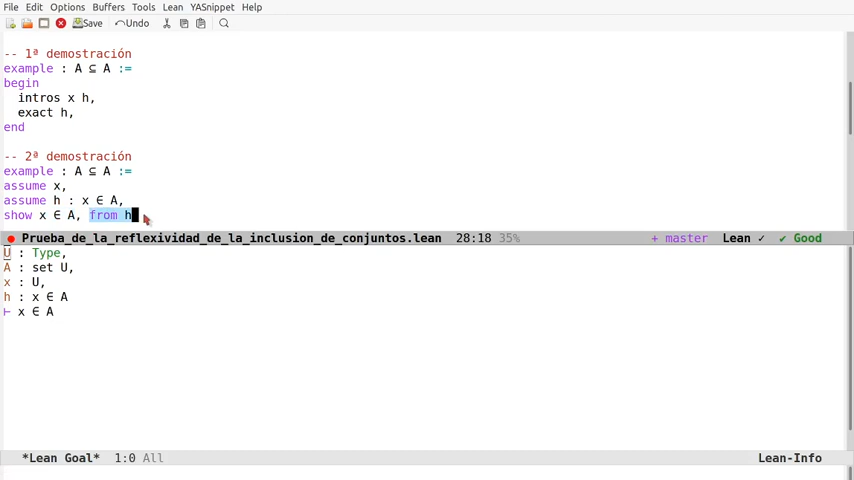 File Edit Options Buffers Tools Lean YASnippet Help
Save Undo
-- 1ª demostración
example : A ⊆ A :=
begin
  intros x h,
  exact h,
end
-- 2ª demostración
example : A ⊆ A :=
assume x,
assume h : x ∈ A,
show x ∈ A, from h
Prueba_de_la_reflexividad_de_la_inclusion_de_conjuntos.lean 28:18 35% + master Lean ✓ ✔ Good
U : Type,
A : set U,
x : U,
h : x ∈ A
⊢ x ∈ A
*Lean Goal* 1:0 All Lean-Info